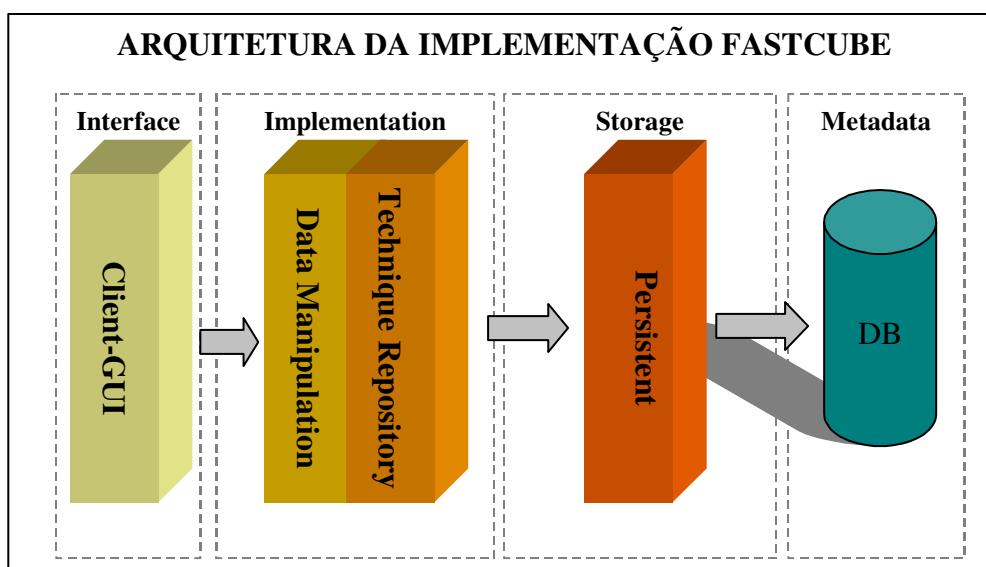 ARQUITETURA DA IMPLEMENTAÇÃO FASTCUBE
Interface
Implementation
Storage
Metadata
Client-GUI
Data Manipulation
Technique Repository
Persistent
DB